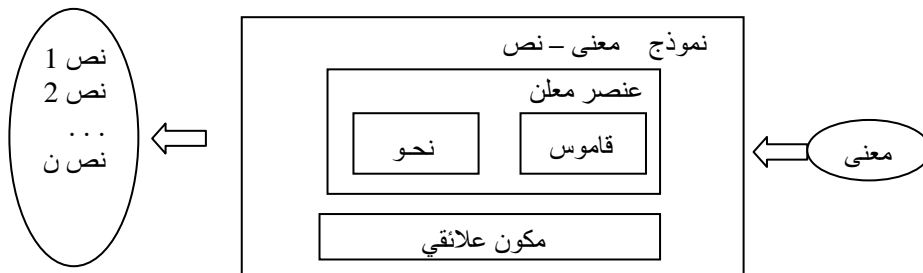 نموذج معنى – نص
عنصر معلن
قاموس
نحو
مكون علائقي
معنى
نص 1
نص 2
...
نص ن